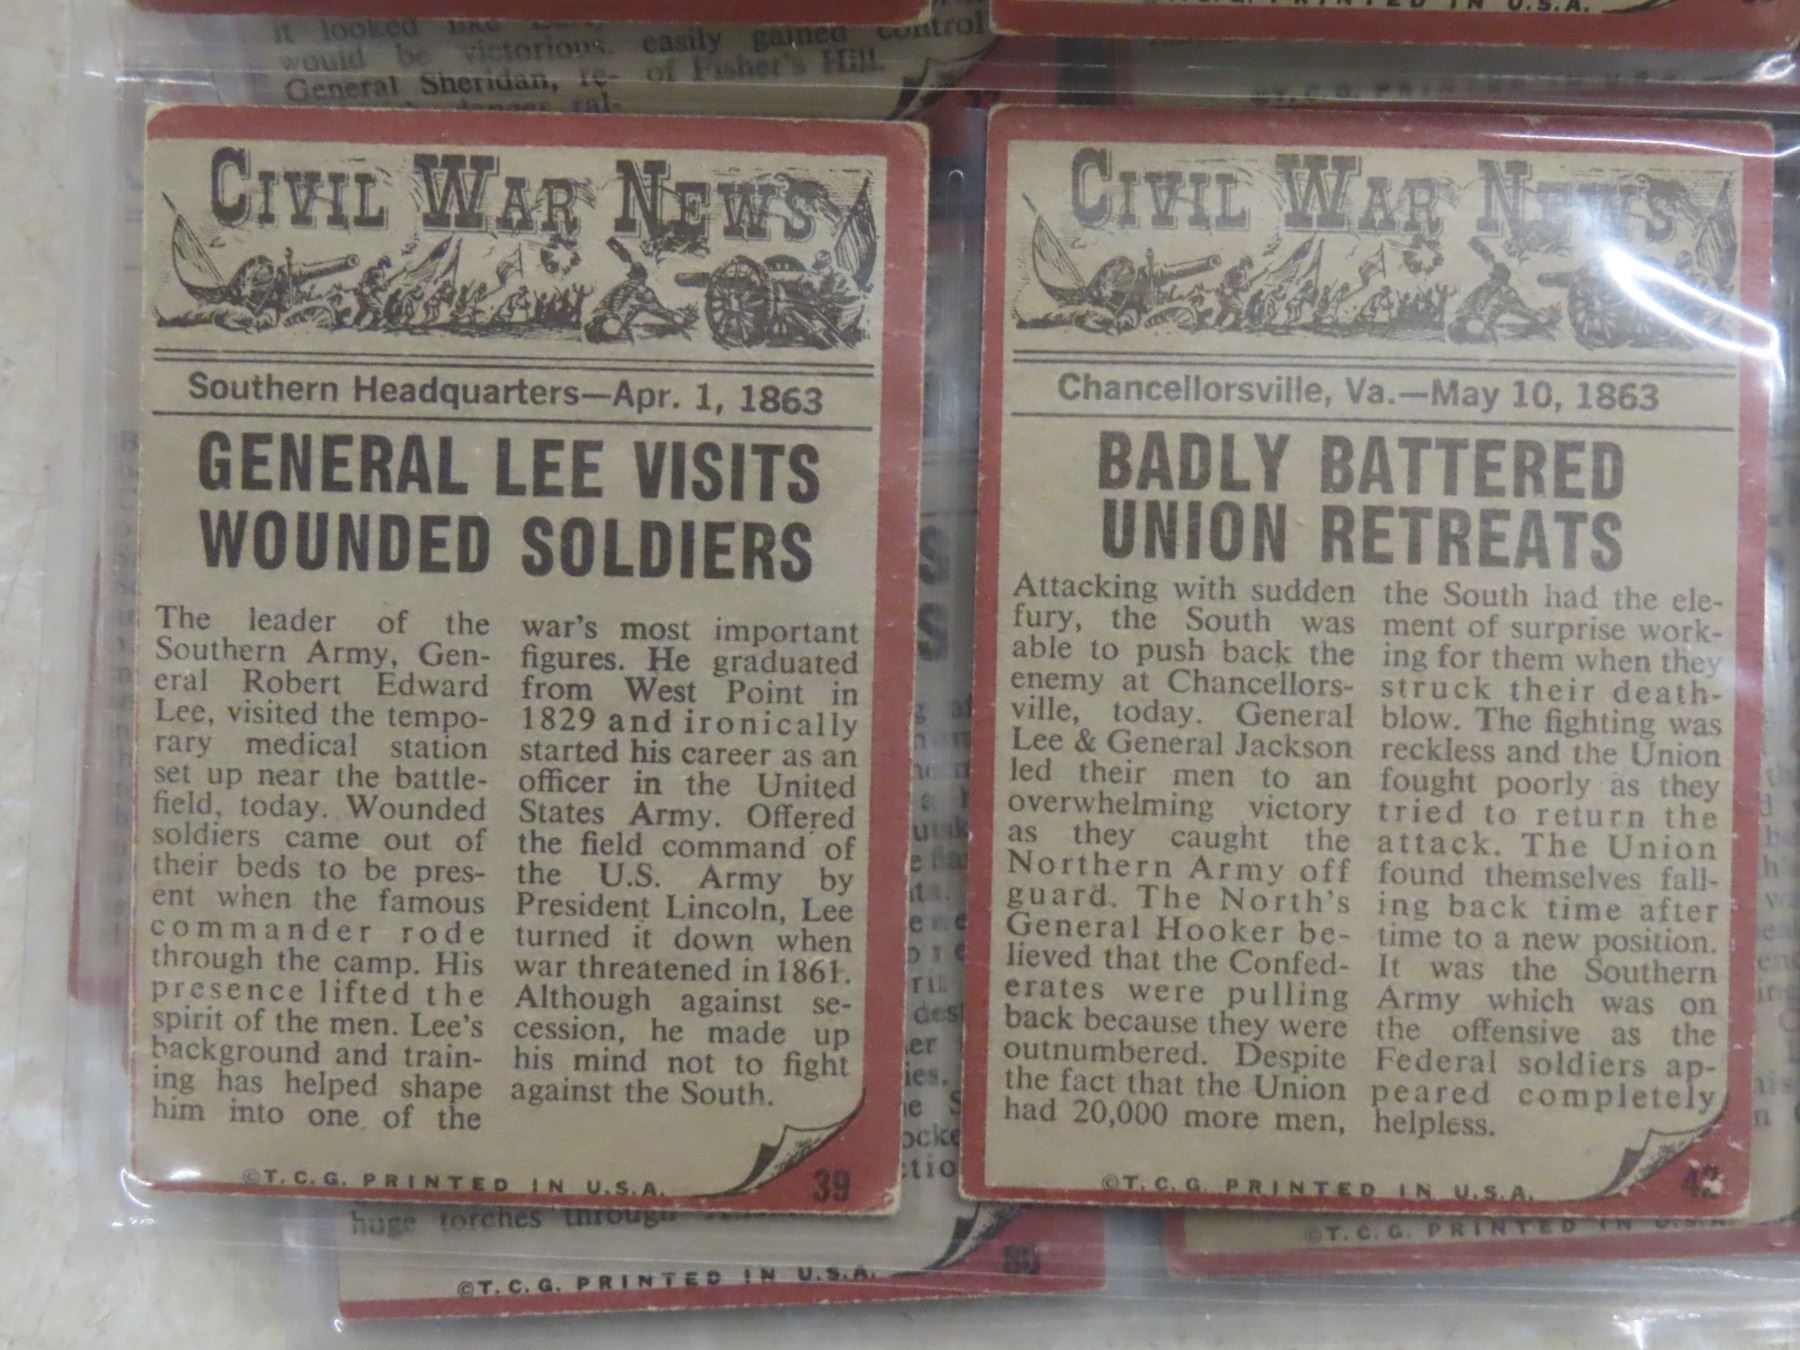 it looked like
would be victorious.
General Sheridan, re-
easily gained control
of Fisher's Hill.
PRINTED IN U.S.A.
CIVIL WAR NEWS
Southern Headquarters—Apr. 1, 1863
GENERAL LEE VISITS
WOUNDED SOLDIERS
The leader of the
Southern Army, Gen-
eral Robert Edward
Lee, visited the tempo-
rary medical station
set up near the battle-
field, today. Wounded
soldiers came out of
their beds to be pres-
ent when the famous
commander rode
through the camp. His
presence lifted the
spirit of the men. Lee's
background and train-
ing has helped shape
him into one of the
war's most important
figures. He graduated
from West Point in
1829 and ironically
started his career as an
officer in the United
States Army. Offered
the field command of
the U.S. Army by
President Lincoln, Lee
turned it down when
war threatened in 1861.
Although against se-
cession, he made up
his mind not to fight
against the South.
©T.C.G. PRINTED IN U.S.A.
39
CIVIL WAR NEWS
Chancellorsville, Va.—May 10, 1863
BADLY BATTERED
UNION RETREATS
Attacking with sudden
fury, the South was
able to push back the
enemy at Chancellors-
ville, today. General
Lee & General Jackson
led their men to an
overwhelming victory
as they caught the
Northern Army off
guard. The North's
General Hooker be-
lieved that the Confed-
erates were pulling
back because they were
outnumbered. Despite
the fact that the Union
had 20,000 more men,
the South had the ele-
ment of surprise work-
ing for them when they
struck their death-
blow. The fighting was
reckless and the Union
fought poorly as they
tried to return the
attack. The Union
found themselves fall-
ing back time after
time to a new position.
It was the Southern
Army which was on
the offensive as the
Federal soldiers ap-
peared completely
helpless.
©T.C.G. PRINTED IN U.S.A.
huge torches through
©T.C.G. PRINTED IN U.S.A.
©T.C.G. PRINTED IN U.S.A.